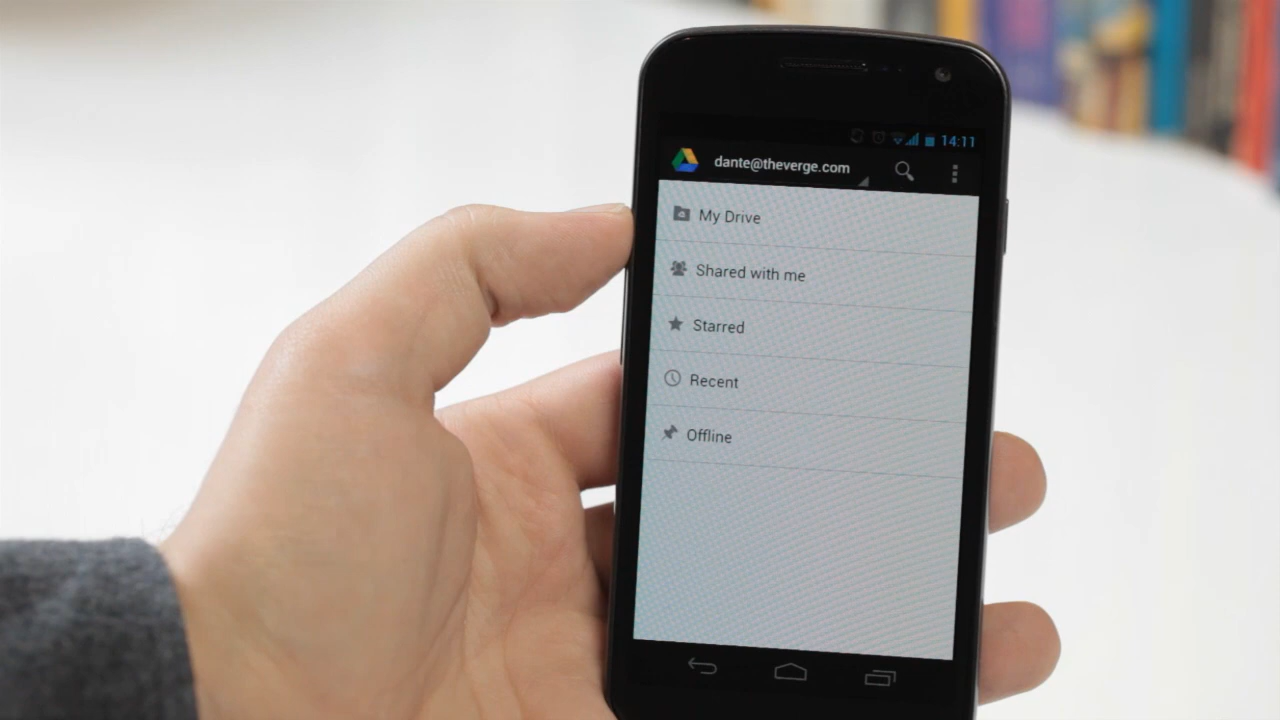 14:11
dante@theverge.com
My Drive
Shared with me
Starred
Recent
Offline